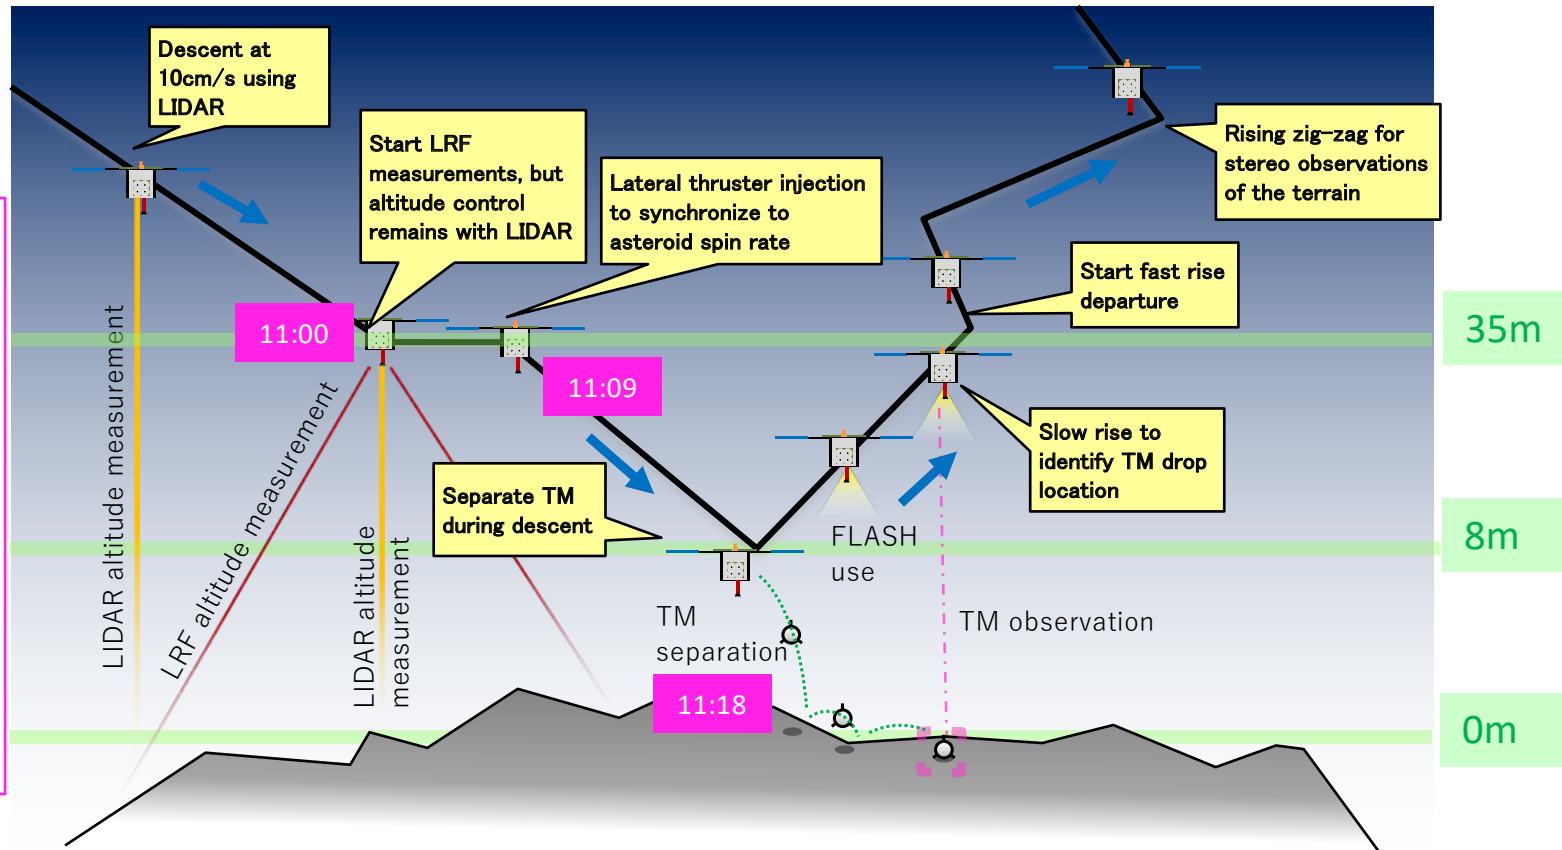 Descent at
10cm/s using
LIDAR
Start LRF
measurements, but
altitude control
remains with LIDAR
Lateral thruster injection
to synchronize to
asteroid spin rate
Rising zig-zag for
stereo observations
of the terrain
Start fast rise
departure
11:00
35m
11:09
Slow rise to
identify TM drop
location
Separate TM
during descent
FLASH
use
8m
LIDAR altitude measurement
LRF altitude measurement
LIDAR altitude
measurement
TM
separation
TM observation
11:18
0m